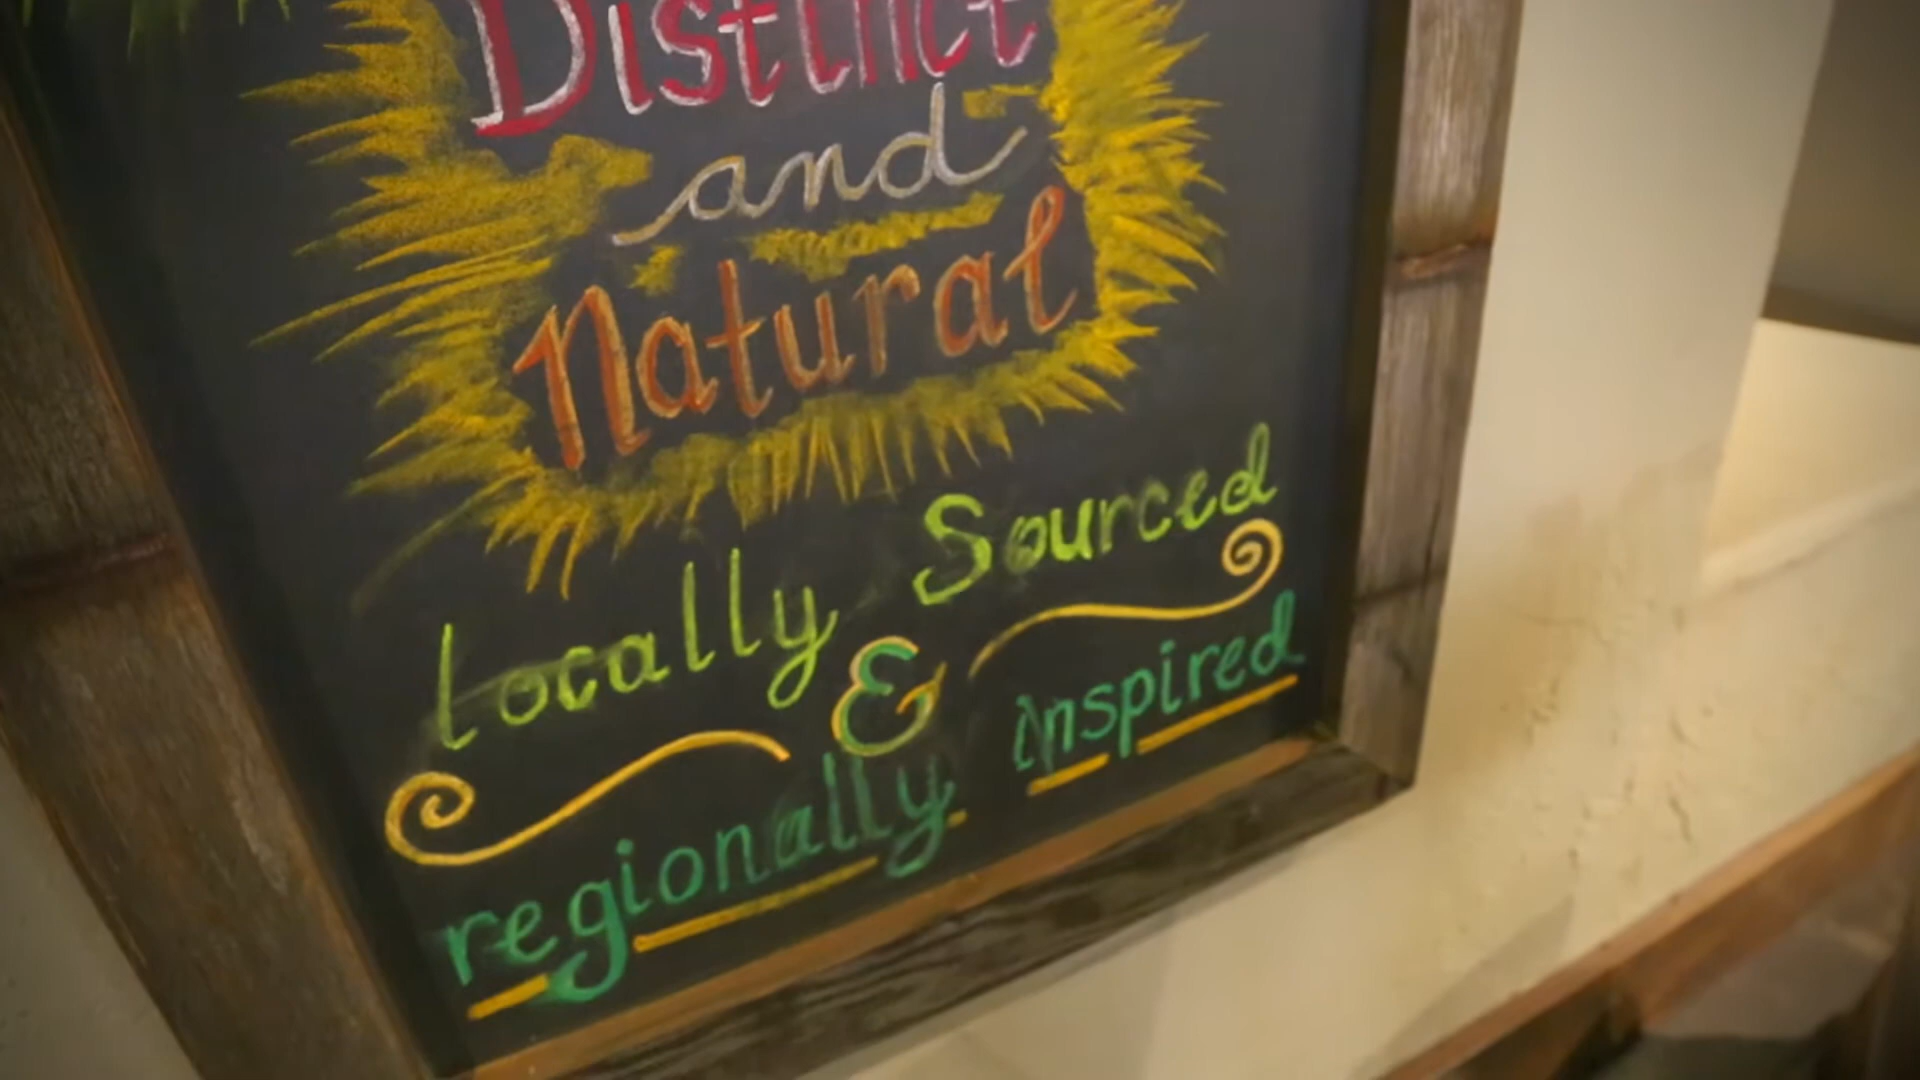 Distinct
and
Natural
Locally Sourced
&
regionally inspired